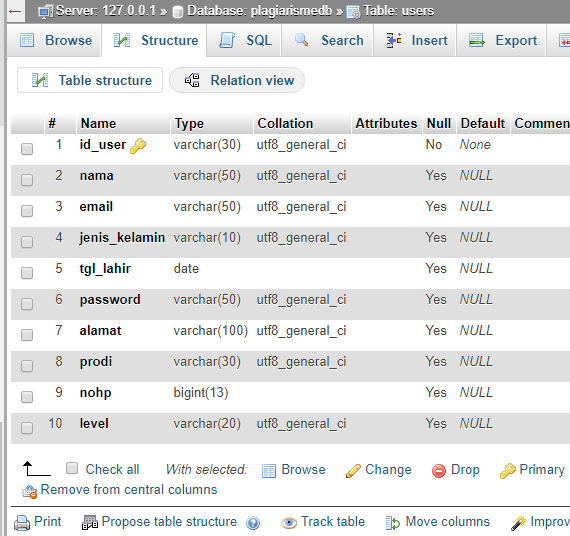 Server: 127.0.0.1 » Database: plagiarismedb » Table: users
Browse Structure SQL Search Insert Export
Table structure Relation view
# Name Type Collation Attributes Null Default Commen
1 id_user varchar(30) utf8_general_ci No None
2 nama varchar(50) utf8_general_ci Yes NULL
3 email varchar(50) utf8_general_ci Yes NULL
4 jenis_kelamin varchar(10) utf8_general_ci Yes NULL
5 tgl_lahir date Yes NULL
6 password varchar(50) utf8_general_ci Yes NULL
7 alamat varchar(100) utf8_general_ci Yes NULL
8 prodi varchar(30) utf8_general_ci Yes NULL
9 nohp bigint(13) Yes NULL
10 level varchar(20) utf8_general_ci Yes NULL
Check all With selected: Browse Change Drop Primary
Remove from central columns
Print Propose table structure Track table Move columns Improv